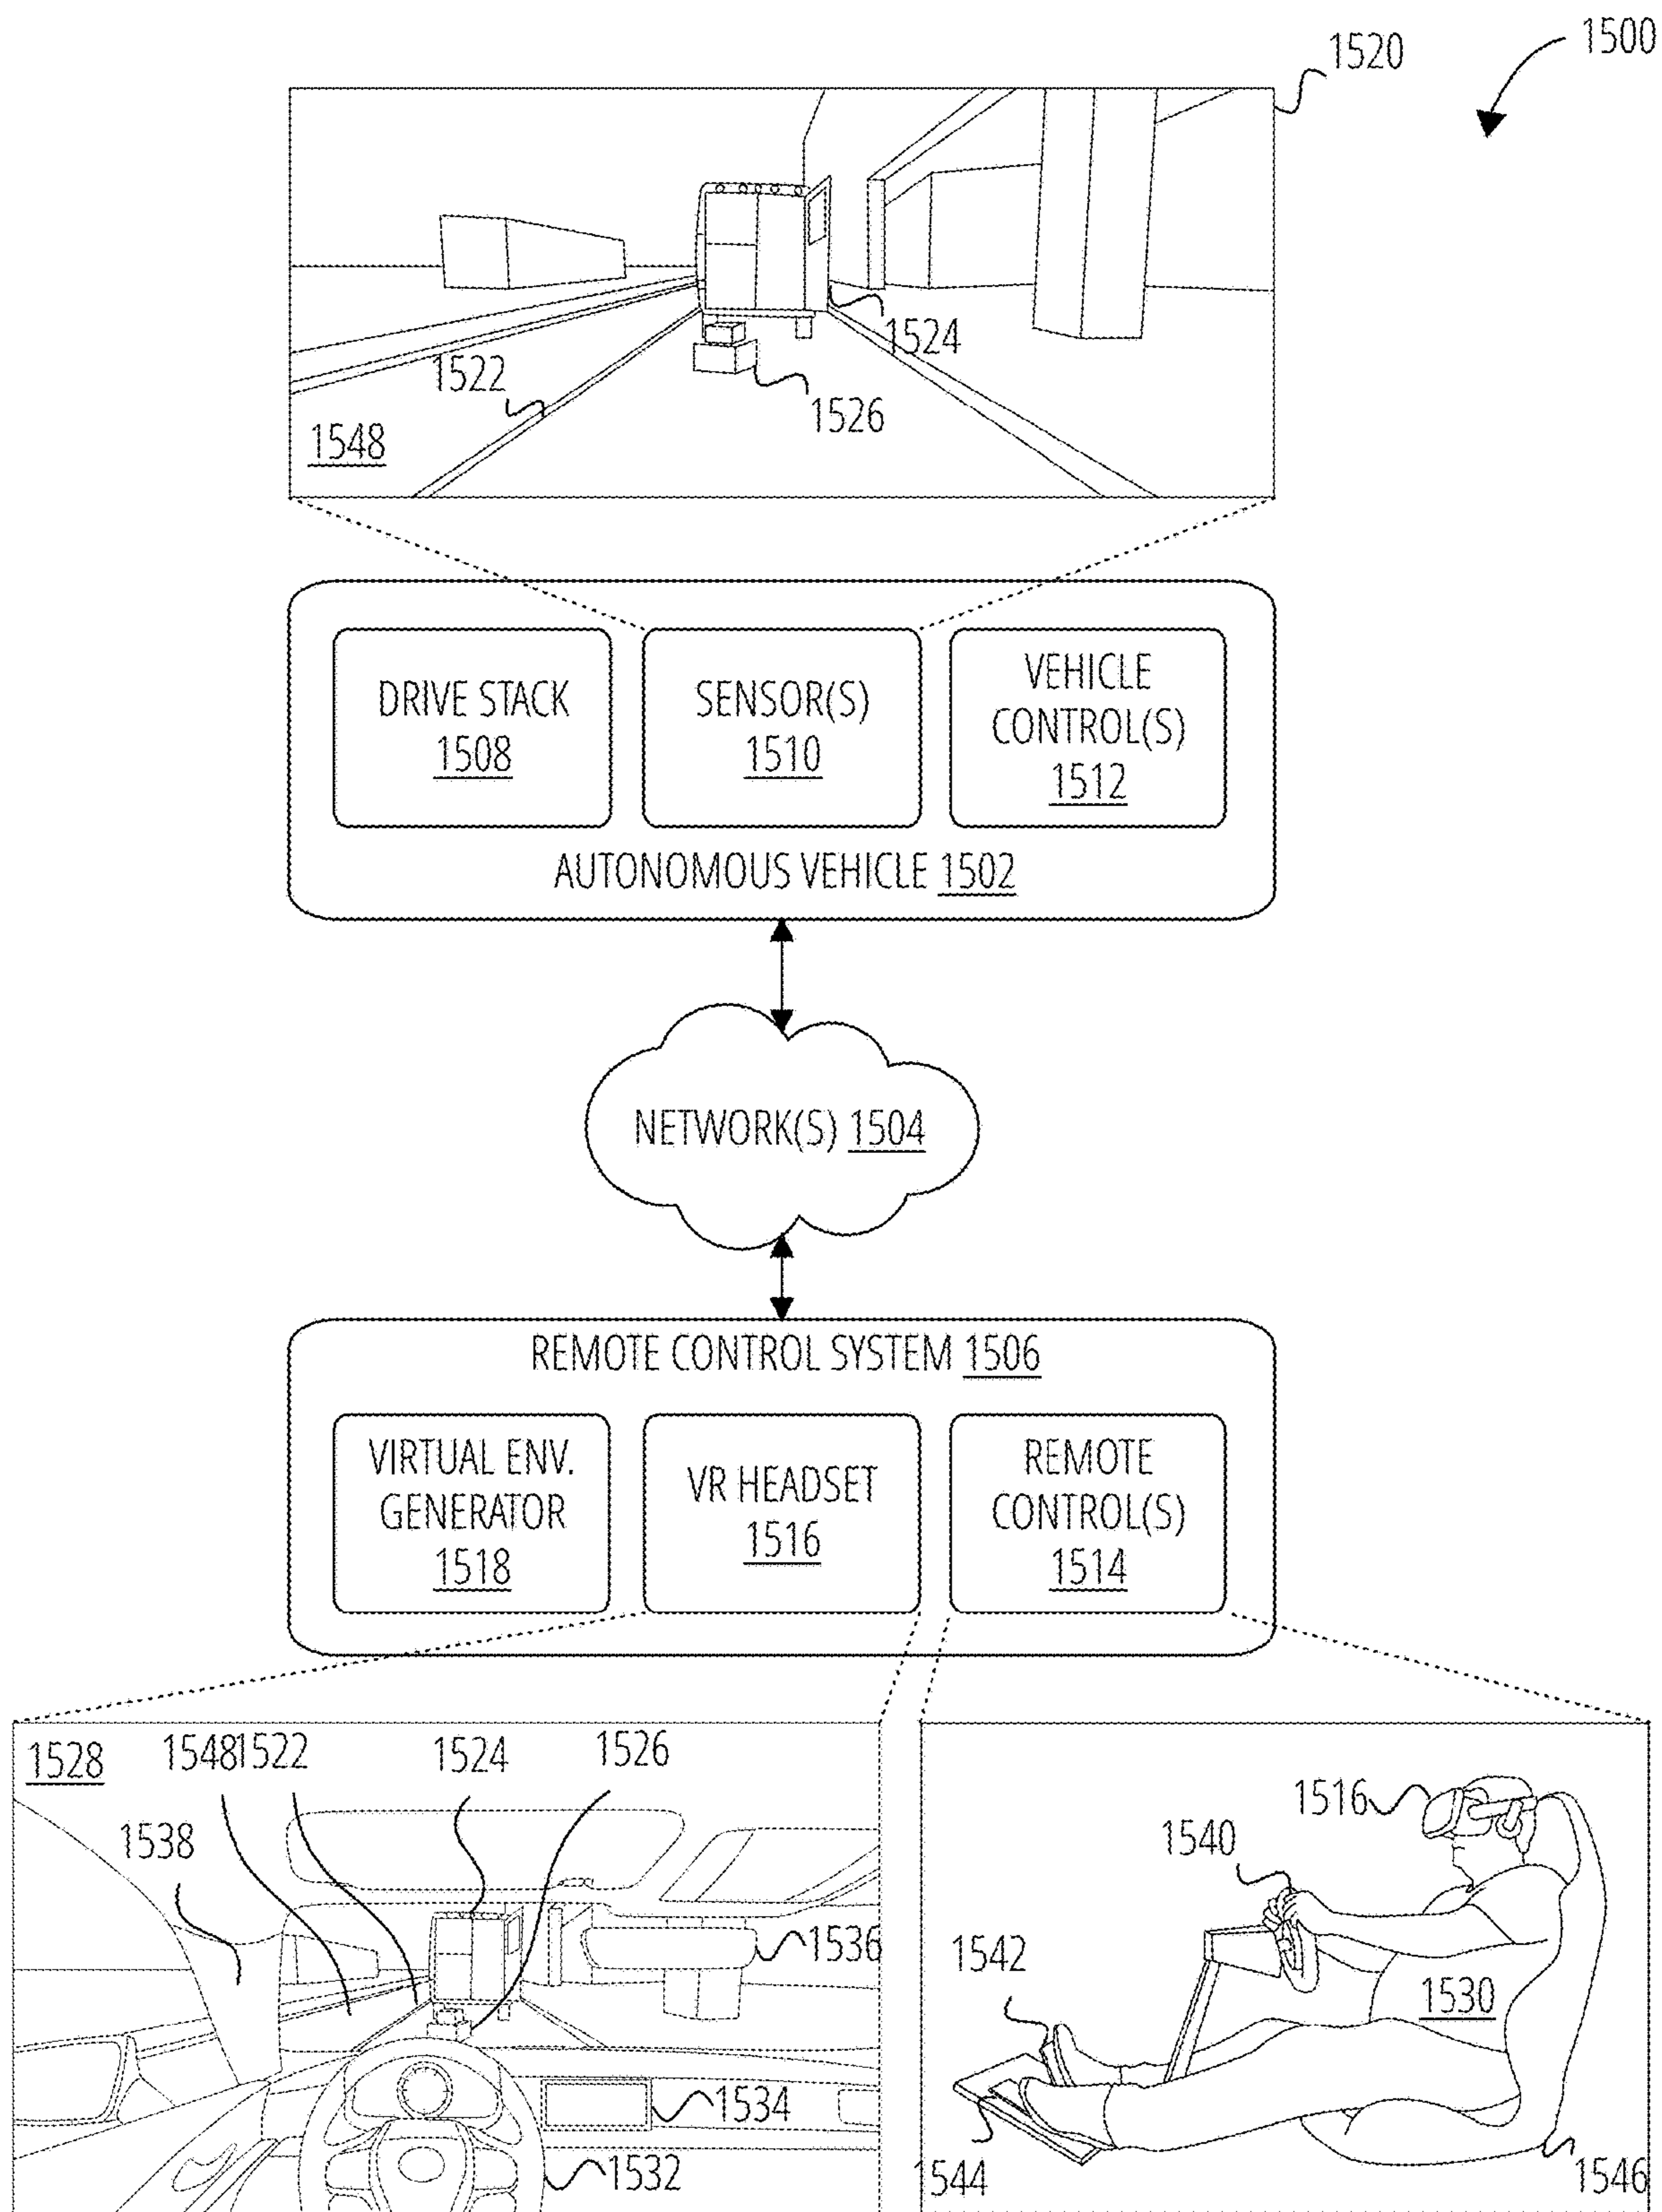 1500
1520
1524
1522
1526
1548
DRIVE STACK
1508
SENSOR(S)
1510
VEHICLE
CONTROL(S)
1512
AUTONOMOUS VEHICLE 1502
NETWORK(S) 1504
REMOTE CONTROL SYSTEM 1506
VIRTUAL ENV.
GENERATOR
1518
VR HEADSET
1516
REMOTE
CONTROL(S)
1514
1528
1548
1522
1524
1526
1538
1536
1534
1532
1516
1540
1542
1530
1544
1546